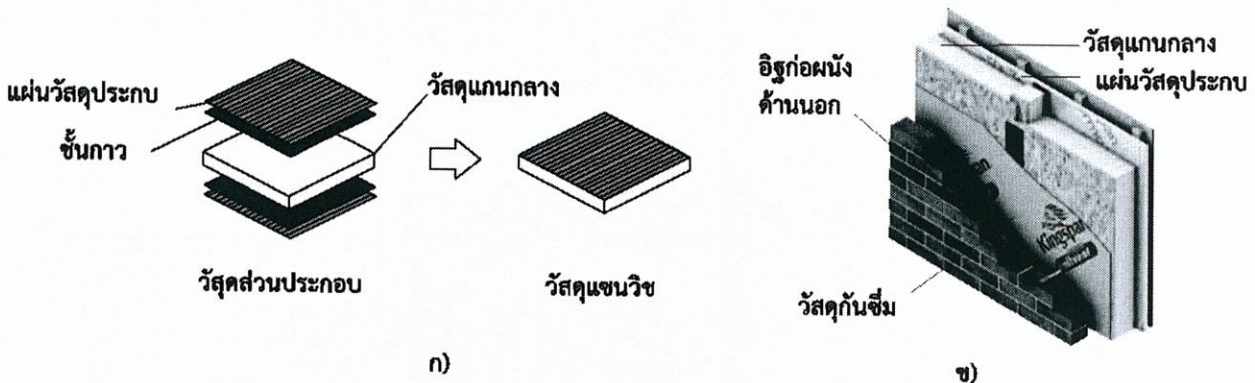 แผ่นวัสดุประกบ
ชั้นกาว
วัสดุแกนกลาง
วัสุดส่วนประกอบ
วัสดุแซนวิช
ก)
อิฐก่อผนัง
ด้านนอก
วัสดุแกนกลาง
แผ่นวัสดุประกบ
Kingspan
วัสดุกันซึ่ม
ข)